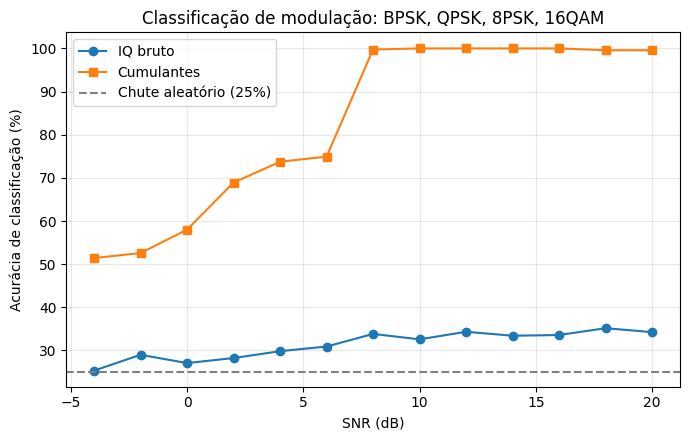 Classificação de modulação: BPSK, QPSK, 8PSK, 16QAM
IQ bruto
Cumulantes
Chute aleatório (25%)
Acurácia de classificação (%)
100
90
80
70
60
50
40
30
−5
0
5
10
15
20
SNR (dB)